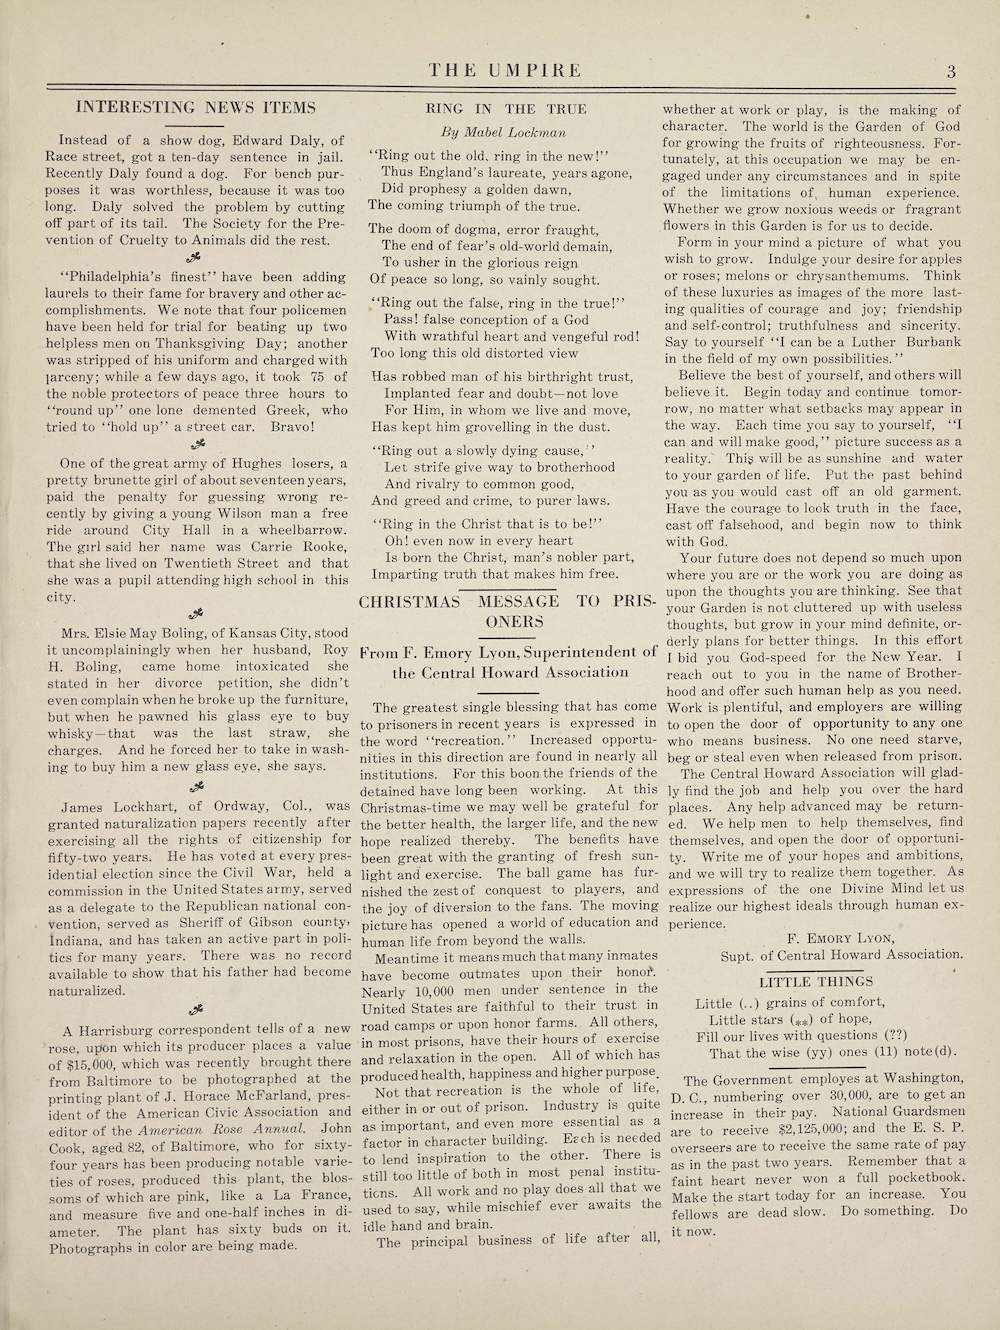 THE UMPIRE
3
INTERESTING NEWS ITEMS
Instead of a show dog, Edward Daly, of
Race street, got a ten-day sentence in jail.
Recently Daly found a dog. For bench pur-
poses it was worthless, because it was too
long. Daly solved the problem by cutting
off part of its tail. The Society for the Pre-
vention of Cruelty to Animals did the rest.
“Philadelphia’s finest” have been adding
laurels to their fame for bravery and other ac-
complishments. We note that four policemen
have been held for trial for beating up two
helpless men on Thanksgiving Day; another
was stripped of his uniform and charged with
larceny; while a few days ago, it took 75 of
the noble protectors of peace three hours to
“round up” one lone demented Greek, who
tried to “hold up” a street car. Bravo!
One of the great army of Hughes losers, a
pretty brunette girl of about seventeen years,
paid the penalty for guessing wrong re-
cently by giving a young Wilson man a free
ride around City Hall in a wheelbarrow.
The girl said her name was Carrie Rooke,
that she lived on Twentieth Street and that
she was a pupil attending high school in this
city.
Mrs. Elsie May Boling, of Kansas City, stood
it uncomplainingly when her husband, Roy
H. Boling, came home intoxicated she
stated in her divorce petition, she didn’t
even complain when he broke up the furniture,
but when he pawned his glass eye to buy
whisky—that was the last straw, she
charges. And he forced her to take in wash-
ing to buy him a new glass eye, she says.
James Lockhart, of Ordway, Col., was
granted naturalization papers recently after
exercising all the rights of citizenship for
fifty-two years. He has voted at every pres-
idential election since the Civil War, held a
commission in the United States army, served
as a delegate to the Republican national con-
vention, served as Sheriff of Gibson county,
Indiana, and has taken an active part in poli-
tics for many years. There was no record
available to show that his father had become
naturalized.
A Harrisburg correspondent tells of a new
rose, upon which its producer places a value
of $15,000, which was recently brought there
from Baltimore to be photographed at the
printing plant of J. Horace McFarland, pres-
ident of the American Civic Association and
editor of the American Rose Annual. John
Cook, aged 82, of Baltimore, who for sixty-
four years has been producing notable varie-
ties of roses, produced this plant, the blos-
soms of which are pink, like a La France,
and measure five and one-half inches in di-
ameter. The plant has sixty buds on it.
Photographs in color are being made.
RING IN THE TRUE
By Mabel Lockman
“Ring out the old, ring in the new!”
Thus England’s laureate, years agone,
Did prophesy a golden dawn,
The coming triumph of the true.
The doom of dogma, error fraught,
The end of fear’s old-world demain,
To usher in the glorious reign
Of peace so long, so vainly sought.
“Ring out the false, ring in the true!”
Pass! false conception of a God
With wrathful heart and vengeful rod!
Too long this old distorted view
Has robbed man of his birthright trust,
Implanted fear and doubt—not love
For Him, in whom we live and move,
Has kept him grovelling in the dust.
“Ring out a slowly dying cause,”
Let strife give way to brotherhood
And rivalry to common good,
And greed and crime, to purer laws.
“Ring in the Christ that is to be!”
Oh! even now in every heart
Is born the Christ, man’s nobler part,
Imparting truth that makes him free.
CHRISTMAS MESSAGE TO PRIS-
ONERS
From F. Emory Lyon, Superintendent of
the Central Howard Association
The greatest single blessing that has come
to prisoners in recent years is expressed in
the word “recreation.” Increased opportu-
nities in this direction are found in nearly all
institutions. For this boon the friends of the
detained have long been working. At this
Christmas-time we may well be grateful for
the better health, the larger life, and the new
hope realized thereby. The benefits have
been great with the granting of fresh sun-
light and exercise. The ball game has fur-
nished the zest of conquest to players, and
the joy of diversion to the fans. The moving
picture has opened a world of education and
human life from beyond the walls.
Meantime it means much that many inmates
have become outmates upon their honor.
Nearly 10,000 men under sentence in the
United States are faithful to their trust in
road camps or upon honor farms. All others,
in most prisons, have their hours of exercise
and relaxation in the open. All of which has
produced health, happiness and higher purpose.
Not that recreation is the whole of life,
either in or out of prison. Industry is quite
as important, and even more essential as a
factor in character building. Each is needed
to lend inspiration to the other. There is
still too little of both in most penal institu-
tions. All work and no play does all that we
used to say, while mischief ever awaits the
idle hand and brain.
The principal business of life after all,
whether at work or play, is the making of
character. The world is the Garden of God
for growing the fruits of righteousness. For-
tunately, at this occupation we may be en-
gaged under any circumstances and in spite
of the limitations of human experience.
Whether we grow noxious weeds or fragrant
flowers in this Garden is for us to decide.
Form in your mind a picture of what you
wish to grow. Indulge your desire for apples
or roses; melons or chrysanthemums. Think
of these luxuries as images of the more last-
ing qualities of courage and joy; friendship
and self-control; truthfulness and sincerity.
Say to yourself “I can be a Luther Burbank
in the field of my own possibilities.”
Believe the best of yourself, and others will
believe it. Begin today and continue tomor-
row, no matter what setbacks may appear in
the way. Each time you say to yourself, “I
can and will make good,” picture success as a
reality. This will be as sunshine and water
to your garden of life. Put the past behind
you as you would cast off an old garment.
Have the courage to look truth in the face,
cast off falsehood, and begin now to think
with God.
Your future does not depend so much upon
where you are or the work you are doing as
upon the thoughts you are thinking. See that
your Garden is not cluttered up with useless
thoughts, but grow in your mind definite, or-
derly plans for better things. In this effort
I bid you God-speed for the New Year. I
reach out to you in the name of Brother-
hood and offer such human help as you need.
Work is plentiful, and employers are willing
to open the door of opportunity to any one
who means business. No one need starve,
beg or steal even when released from prison.
The Central Howard Association will glad-
ly find the job and help you over the hard
places. Any help advanced may be return-
ed. We help men to help themselves, find
themselves, and open the door of opportuni-
ty. Write me of your hopes and ambitions,
and we will try to realize them together. As
expressions of the one Divine Mind let us
realize our highest ideals through human ex-
perience.
F. EMORY LYON,
Supt. of Central Howard Association.
LITTLE THINGS
Little (..) grains of comfort,
Little stars (**) of hope,
Fill our lives with questions (??)
That the wise (yy) ones (11) note(d).
The Government employes at Washington,
D. C., numbering over 30,000, are to get an
increase in their pay. National Guardsmen
are to receive $2,125,000; and the E. S. P.
overseers are to receive the same rate of pay
as in the past two years. Remember that a
faint heart never won a full pocketbook.
Make the start today for an increase. You
fellows are dead slow. Do something. Do
it now.